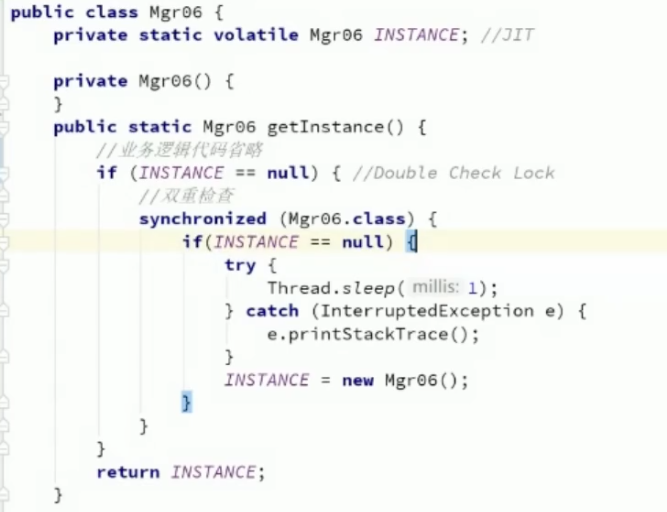 public class Mgr06 {
    private static volatile Mgr06 INSTANCE; //JIT
    private Mgr06() {
    }
    public static Mgr06 getInstance() {
        //业务逻辑代码省略
        if (INSTANCE == null) { //Double Check Lock
            //双重检查
            synchronized (Mgr06.class) {
                if(INSTANCE == null) {
                    try {
                        Thread.sleep( millis: 1);
                    } catch (InterruptedException e) {
                        e.printStackTrace();
                    }
                    INSTANCE = new Mgr06();
                }
            }
        }
        return INSTANCE;
    }